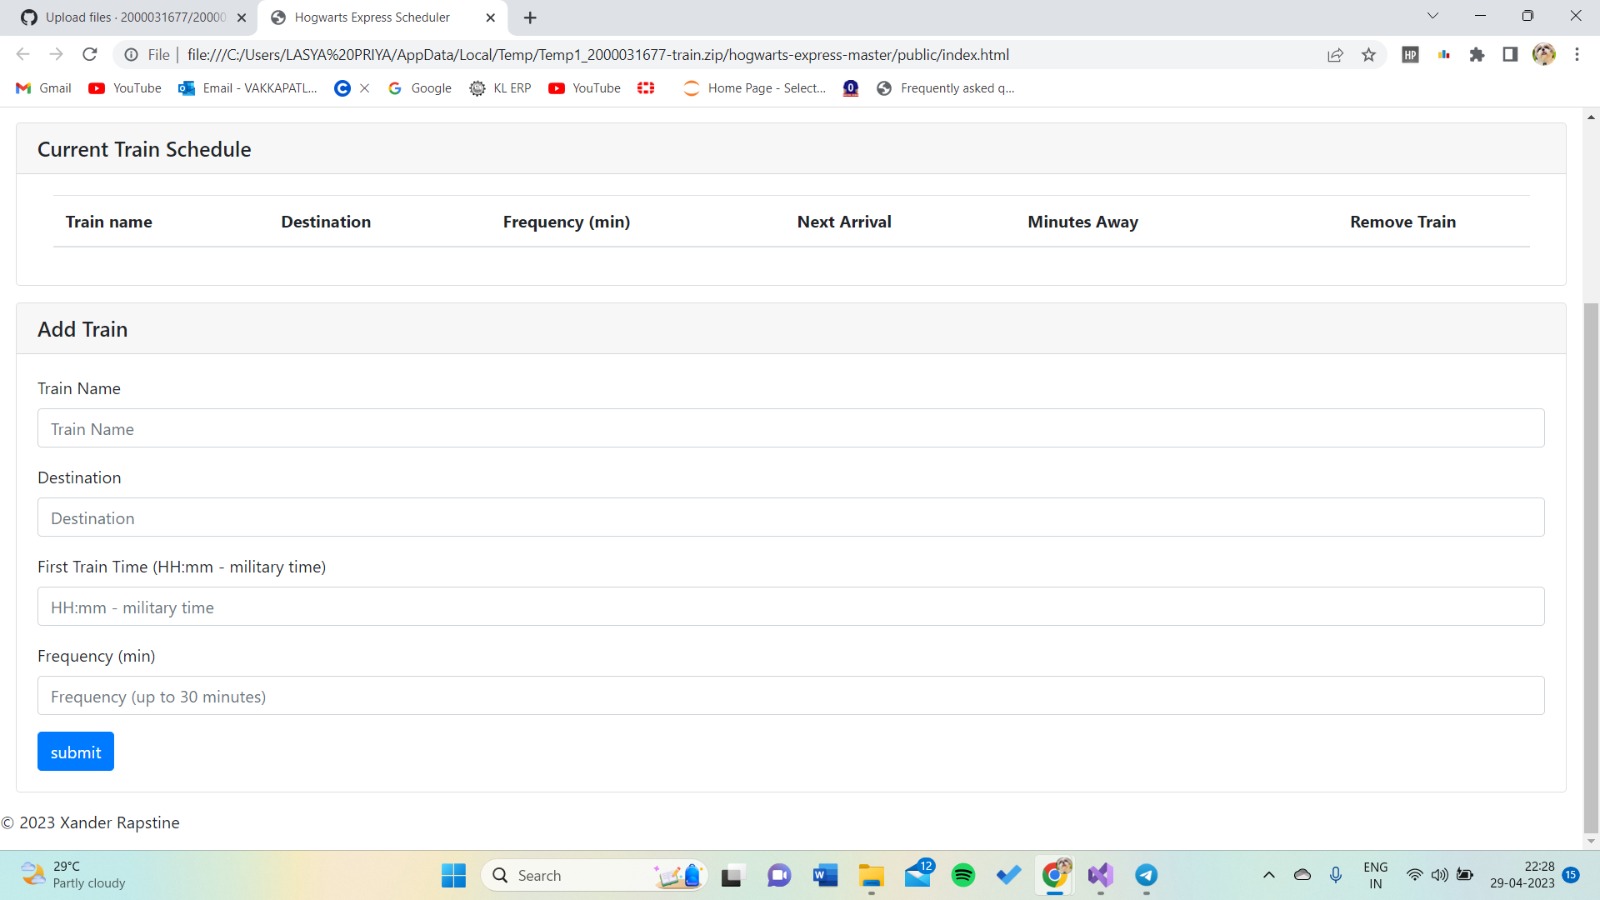 Upload files · 2000031677/20000
Hogwarts Express Scheduler
File
file:///C:/Users/LASYA%20PRIYA/AppData/Local/Temp/Temp1_2000031677-train.zip/hogwarts-express-master/public/index.html
Gmail
YouTube
Email - VAKKAPATL...
Google
KL ERP
YouTube
Home Page - Select...
Frequently asked q...
Current Train Schedule
Train name
Destination
Frequency (min)
Next Arrival
Minutes Away
Remove Train
Add Train
Train Name
Train Name
Destination
Destination
First Train Time (HH:mm - military time)
HH:mm - military time
Frequency (min)
Frequency (up to 30 minutes)
submit
© 2023 Xander Rapstine
29°C
Partly cloudy
Search
12
ENG
IN
22:28
29-04-2023
15